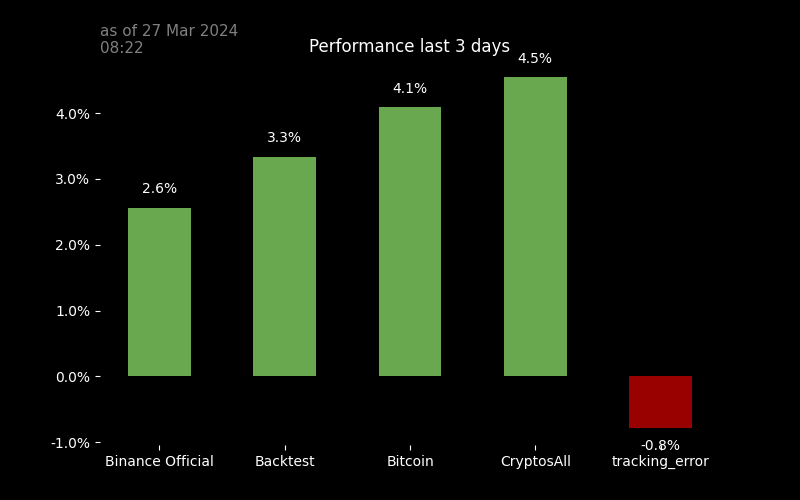 as of 27 Mar 2024
08:22
Performance last 3 days
4.5%
4.1%
3.3%
2.6%
4.0%
3.0%
2.0%
1.0%
0.0%
-1.0%
-0.8%
Binance Official
Backtest
Bitcoin
CryptosAll
tracking_error